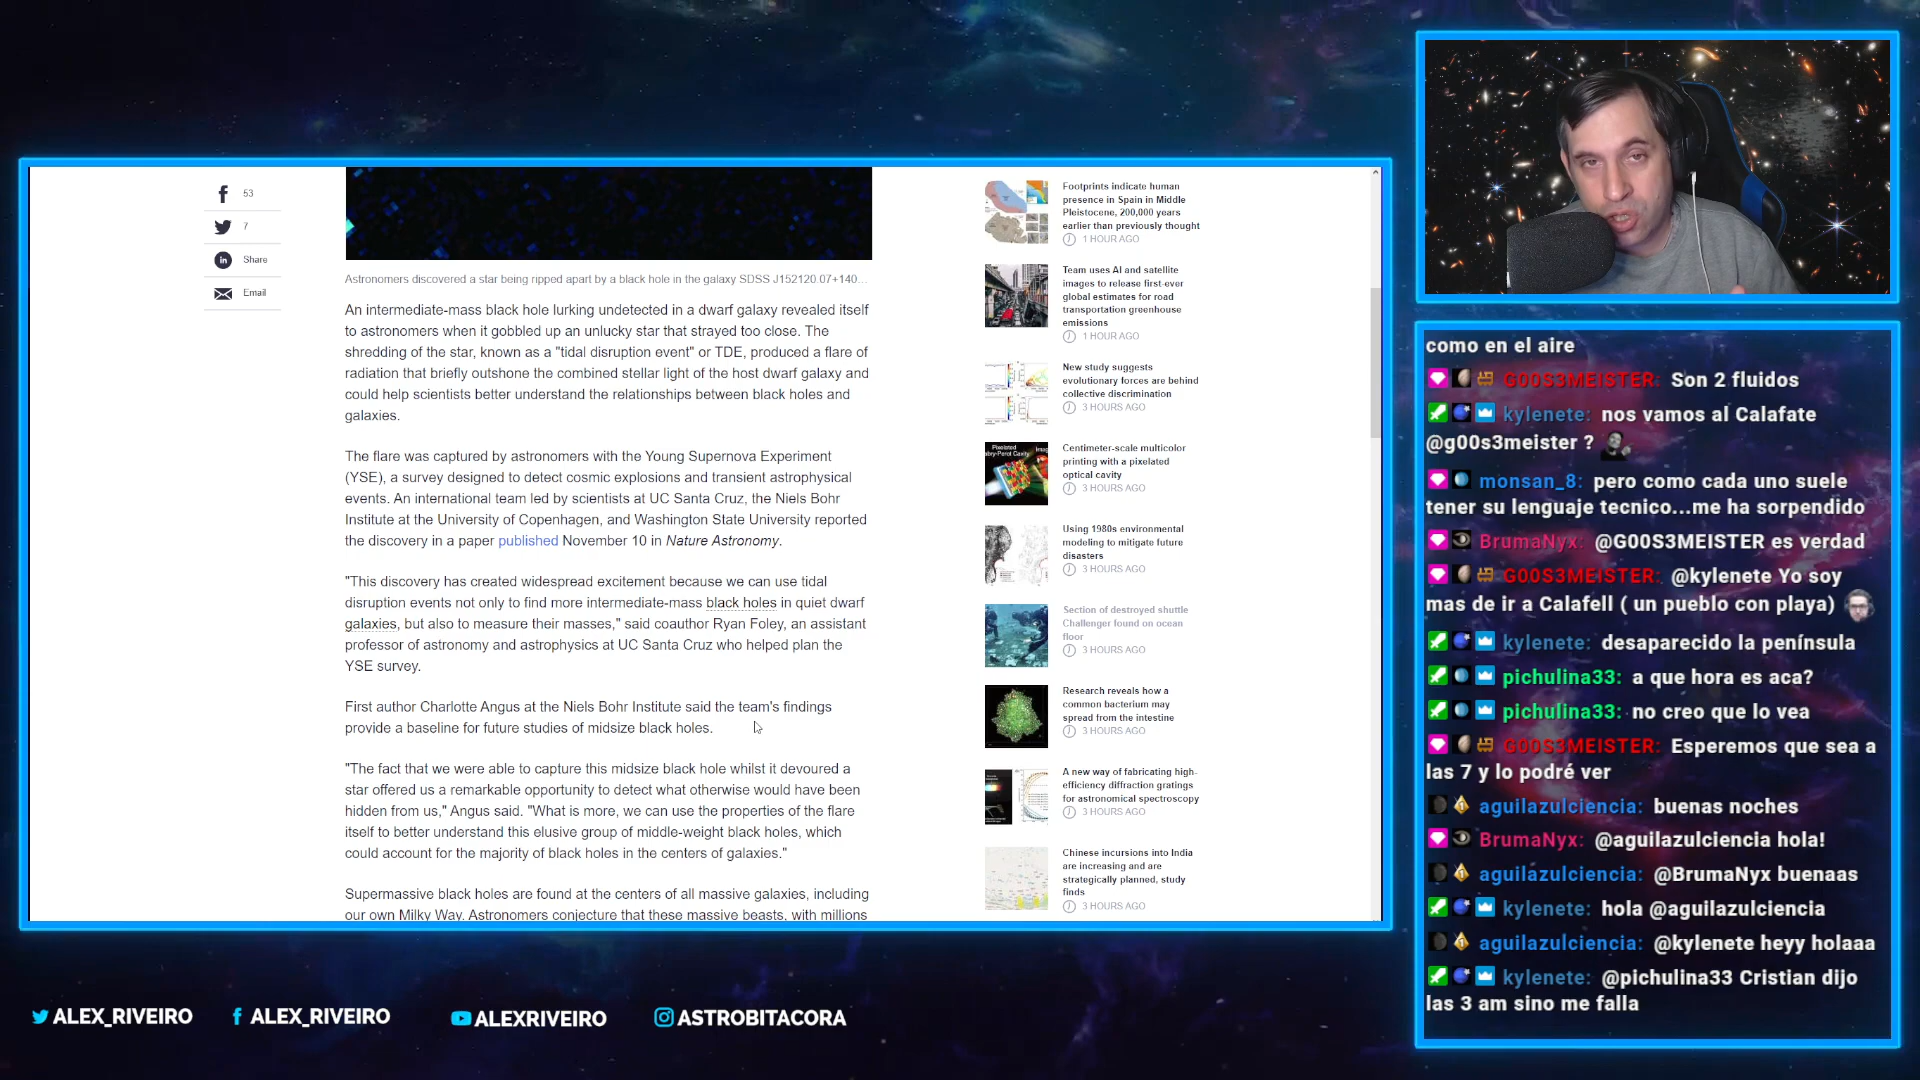 53
7
Share
Email
Astronomers discovered a star being ripped apart by a black hole in the galaxy SDSS J152120.07+140...
An intermediate-mass black hole lurking undetected in a dwarf galaxy revealed itself
to astronomers when it gobbled up an unlucky star that strayed too close. The
shredding of the star, known as a "tidal disruption event" or TDE, produced a flare of
radiation that briefly outshone the combined stellar light of the host dwarf galaxy and
could help scientists better understand the relationships between black holes and
galaxies.
The flare was captured by astronomers with the Young Supernova Experiment
(YSE), a survey designed to detect cosmic explosions and transient astrophysical
events. An international team led by scientists at UC Santa Cruz, the Niels Bohr
Institute at the University of Copenhagen, and Washington State University reported
the discovery in a paper published November 10 in Nature Astronomy.
"This discovery has created widespread excitement because we can use tidal
disruption events not only to find more intermediate-mass black holes in quiet dwarf
galaxies, but also to measure their masses," said coauthor Ryan Foley, an assistant
professor of astronomy and astrophysics at UC Santa Cruz who helped plan the
YSE survey.
First author Charlotte Angus at the Niels Bohr Institute said the team's findings
provide a baseline for future studies of midsize black holes.
"The fact that we were able to capture this midsize black hole whilst it devoured a
star offered us a remarkable opportunity to detect what otherwise would have been
hidden from us," Angus said. "What is more, we can use the properties of the flare
itself to better understand this elusive group of middle-weight black holes, which
could account for the majority of black holes in the centers of galaxies."
Supermassive black holes are found at the centers of all massive galaxies, including
our own Milky Way. Astronomers conjecture that these massive beasts, with millions
Footprints indicate human
presence in Spain in Middle
Pleistocene, 200,000 years
earlier than previously thought
1 HOUR AGO
Team uses AI and satellite
images to release first-ever
global estimates for road
transportation greenhouse
emissions
1 HOUR AGO
New study suggests
evolutionary forces are behind
collective discrimination
3 HOURS AGO
Centimeter-scale multicolor
printing with a pixelated
optical cavity
3 HOURS AGO
Using 1980s environmental
modeling to mitigate future
disasters
3 HOURS AGO
Section of destroyed shuttle
Challenger found on ocean
floor
3 HOURS AGO
Research reveals how a
common bacterium may
spread from the intestine
3 HOURS AGO
A new way of fabricating high-
efficiency diffraction gratings
for astronomical spectroscopy
3 HOURS AGO
Chinese incursions into India
are increasing and are
strategically planned, study
finds
3 HOURS AGO
como en el aire
G00S3MEISTER: Son 2 fluidos
kylenete: nos vamos al Calafate
@g00s3meister ?
monsan_8: pero como cada uno suele
tener su lenguaje tecnico...me ha sorpendido
BrumaNyx: @G00S3MEISTER es verdad
G00S3MEISTER: @kylenete Yo soy
mas de ir a Calafell ( un pueblo con playa)
kylenete: desaparecido la península
pichulina33: a que hora es aca?
pichulina33: no creo que lo vea
G00S3MEISTER: Esperemos que sea a
las 7 y lo podré ver
aguilazulciencia: buenas noches
BrumaNyx: @aguilazulciencia hola!
aguilazulciencia: @BrumaNyx buenaas
kylenete: hola @aguilazulciencia
aguilazulciencia: @kylenete heyy holaaa
kylenete: @pichulina33 Cristian dijo
las 3 am sino me falla
ALEX_RIVEIRO
ALEX_RIVEIRO
ALEXRIVEIRO
ASTROBITACORA